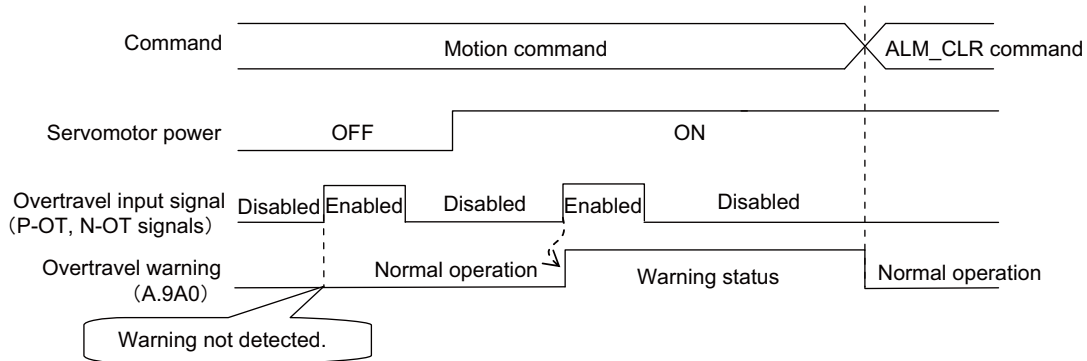 Command
Motion command
ALM_CLR command
Servomotor power
OFF
ON
Overtravel input signal
（P-OT, N-OT signals）
Disabled
Enabled
Disabled
Enabled
Disabled
Overtravel warning
（A.9A0）
Normal operation
Warning status
Normal operation
Warning not detected.